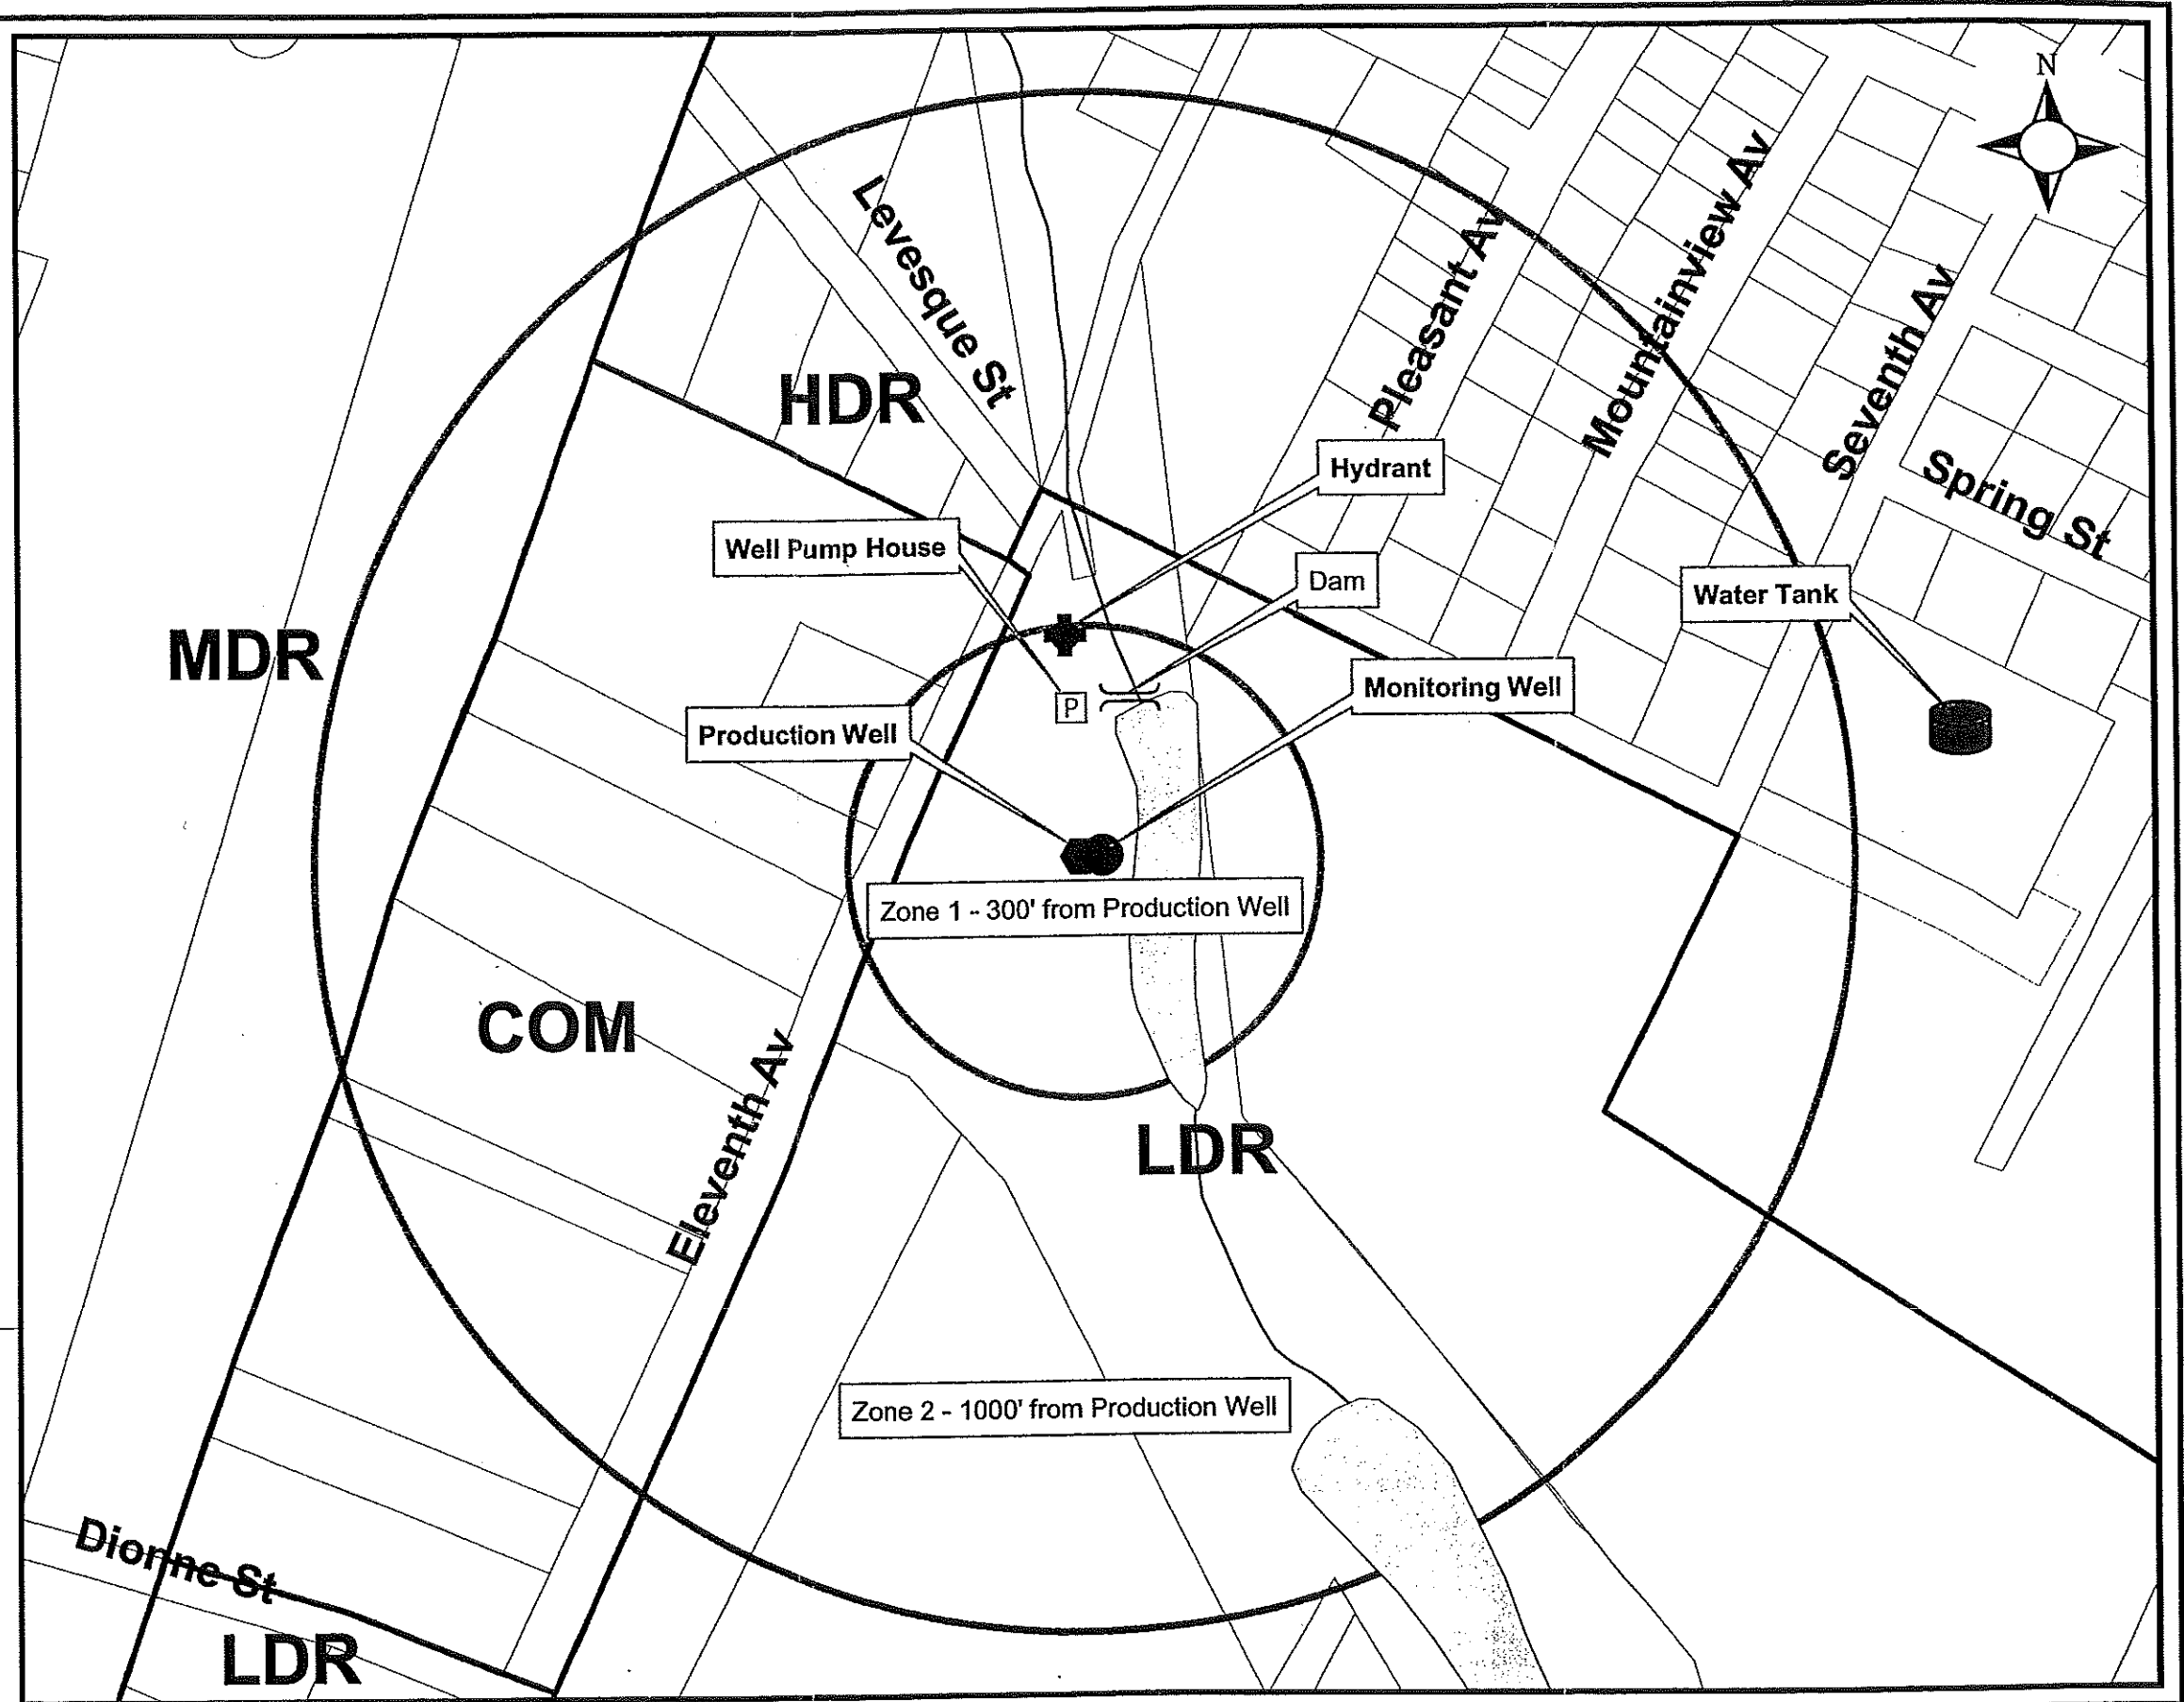 N
Levesque St
Pleasant Av
Mountainview Av
Seventh Av
Spring St
HDR
Hydrant
Well Pump House
Dam
Water Tank
MDR
Monitoring Well
P
Production Well
Zone 1 - 300' from Production Well
COM
Eleventh Av
LDR
Zone 2 - 1000' from Production Well
Dionne St
LDR